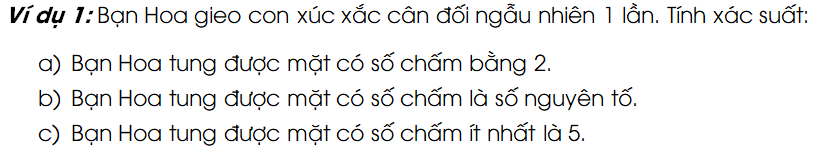 Ví dụ 1: Bạn Hoa gieo con xúc xắc cân đối ngẫu nhiên 1 lần. Tính xác suất:
a) Bạn Hoa tung được mặt có số chấm bằng 2.
b) Bạn Hoa tung được mặt có số chấm là số nguyên tố.
c) Bạn Hoa tung được mặt có số chấm ít nhất là 5.